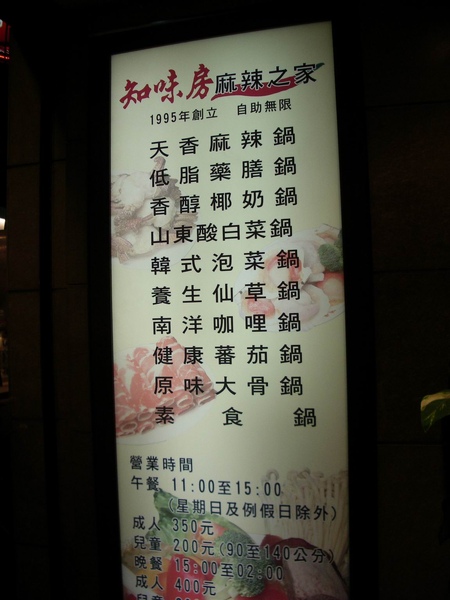 知味房麻辣之家
1995年創立 自助無限
天香麻辣鍋
低脂藥膳鍋
香醇椰奶鍋
山東酸白菜鍋
韓式泡菜鍋
養生仙草鍋
南洋咖哩鍋
健康蕃茄鍋
原味大骨鍋
素食鍋
營業時間
午餐 11:00至15:00
(星期日及例假日除外)
成人 350元
兒童 200元(90至140公分)
晚餐 15:00至02:00
成人 400元